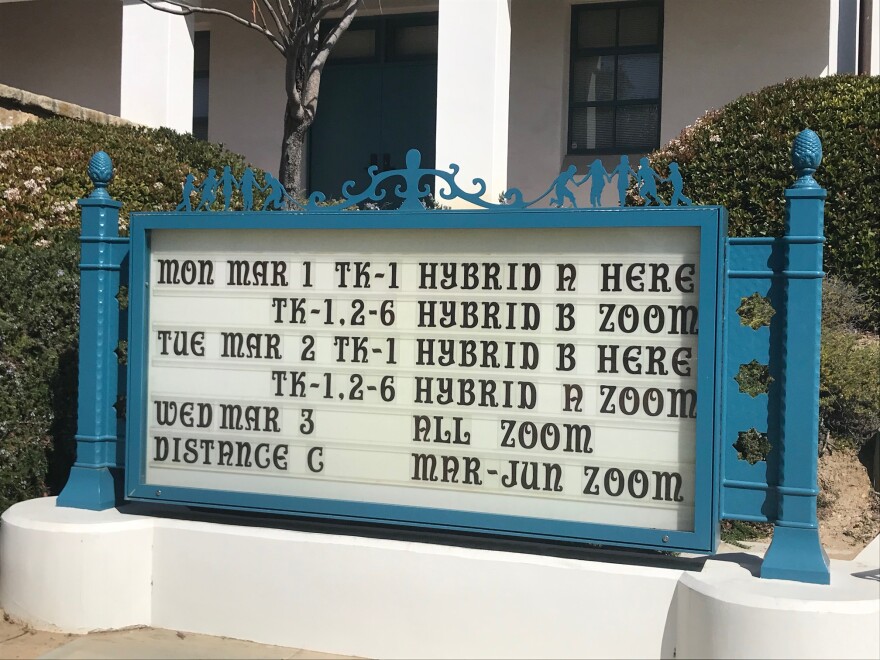 MON MAR 1 TK-1 HYBRID A HERE
TK-1,2-6 HYBRID B ZOOM
TUE MAR 2 TK-1 HYBRID B HERE
TK-1,2-6 HYBRID A ZOOM
WED MAR 3 ALL ZOOM
DISTANCE C MAR-JUN ZOOM